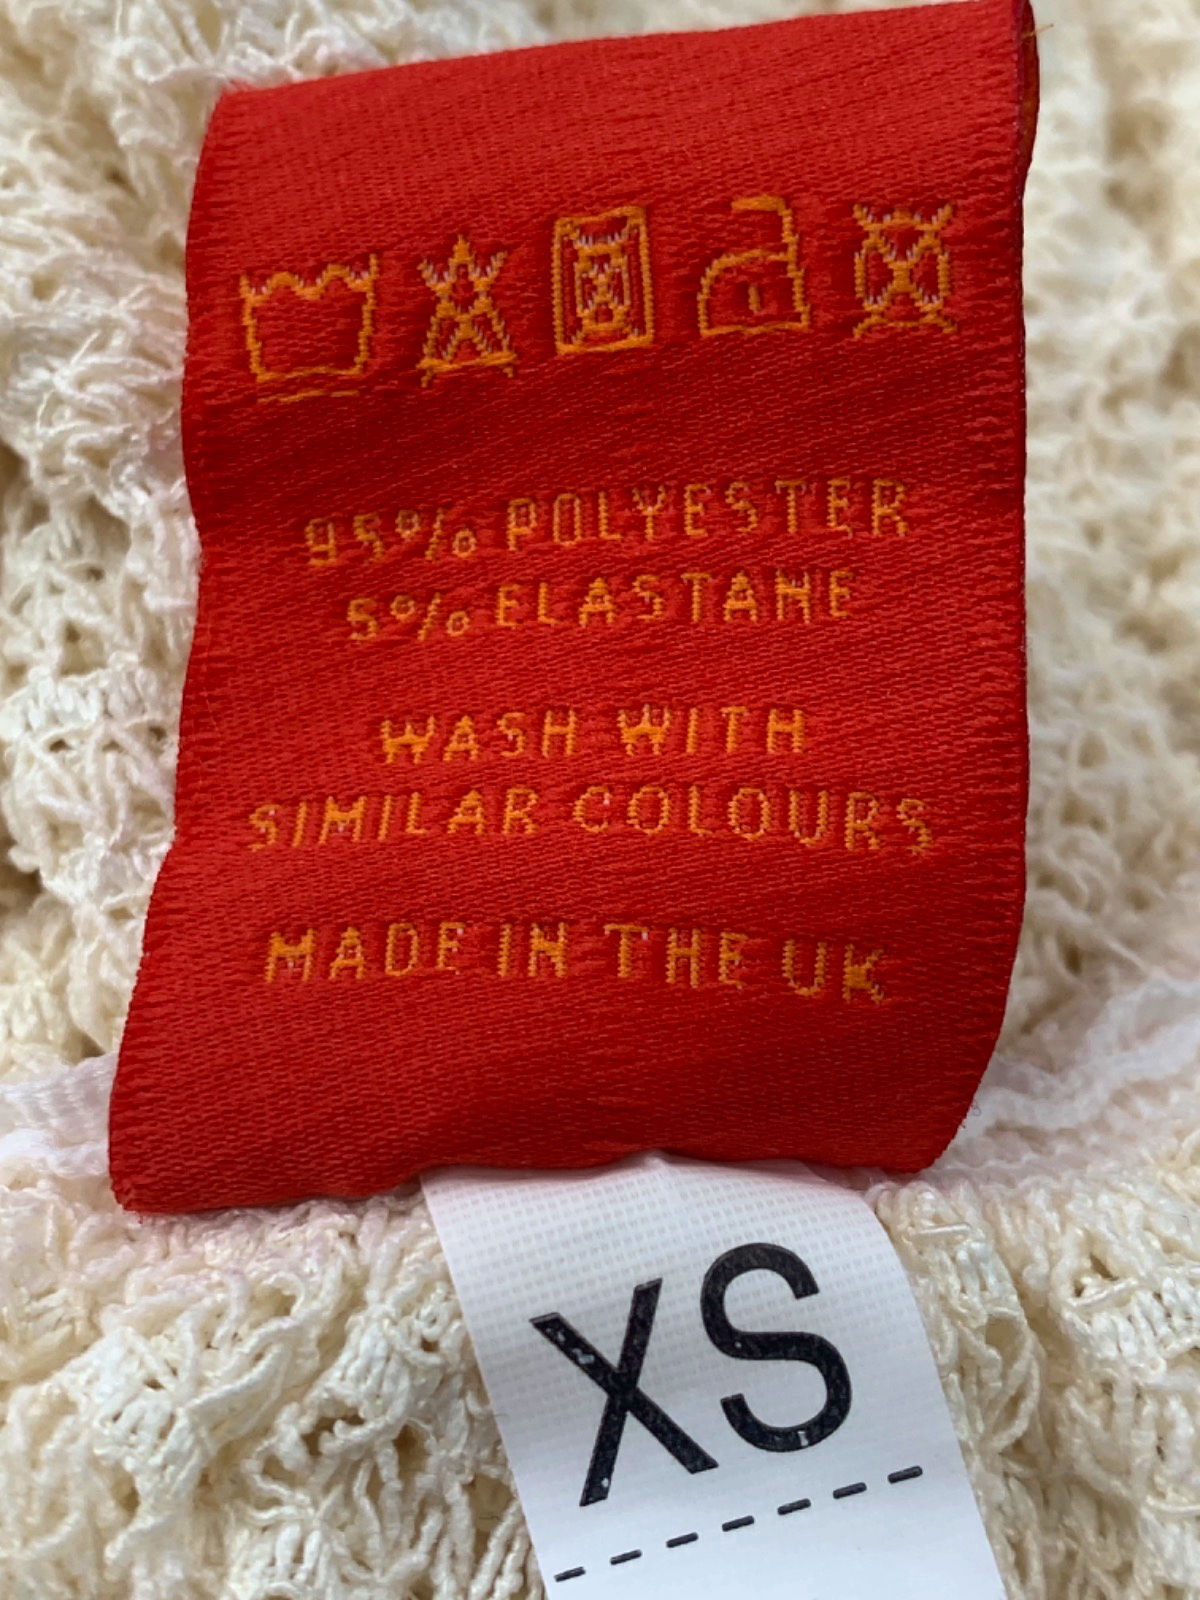 95% POLYESTER
5% ELASTANE
WASH WITH
SIMILAR COLOURS
MADE IN THE UK
XS